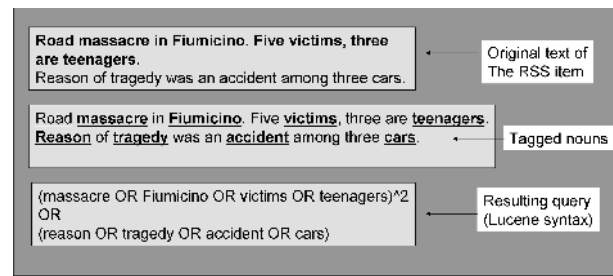 Road massacre in Fiumicino. Five victims, three
are teenagers.
Reason of tragedy was an accident among three cars.
Original text of
The RSS item
Road massacre in Fiumicino. Five victims, three are teenagers.
Reason of tragedy was an accident among three cars.
Tagged nouns
(massacre OR Fiumicino OR victims OR teenagers)^2
OR
(reason OR tragedy OR accident OR cars)
Resulting query
(Lucene syntax)